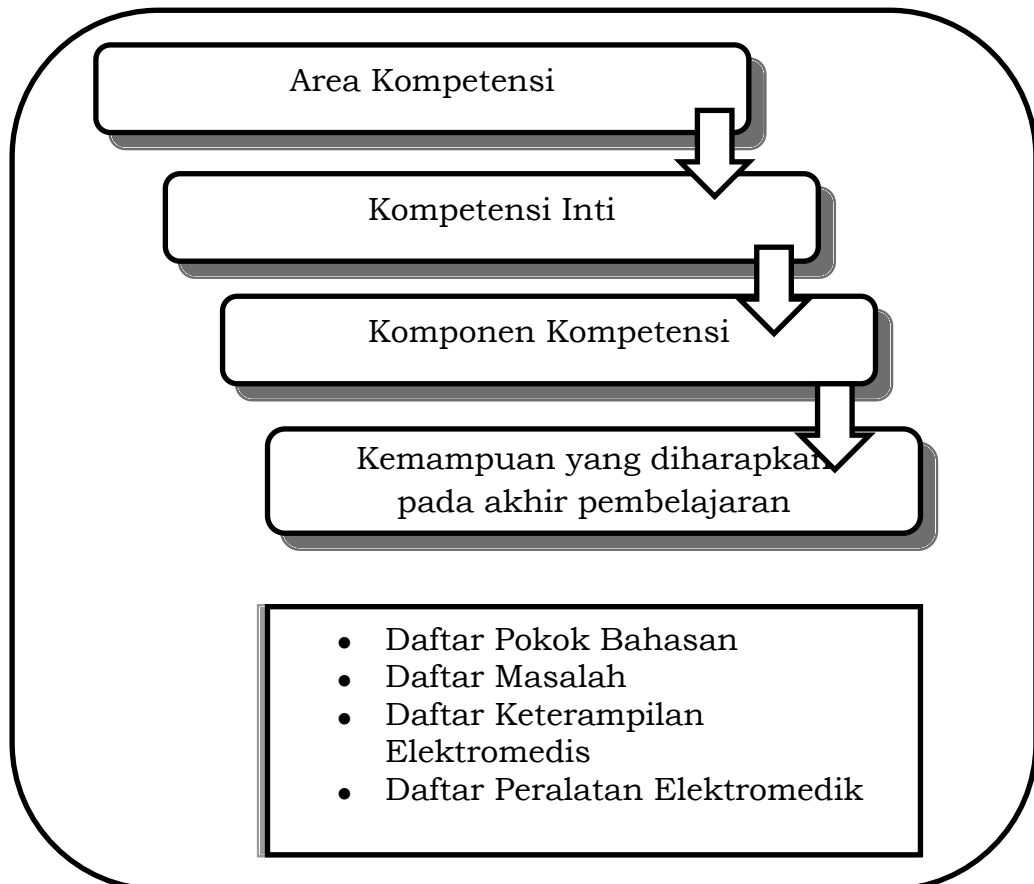 Area Kompetensi
Kompetensi Inti
Komponen Kompetensi
Kemampuan yang diharapkan
pada akhir pembelajaran
• Daftar Pokok Bahasan
• Daftar Masalah
• Daftar Keterampilan
Elektromedis
• Daftar Peralatan Elektromedik